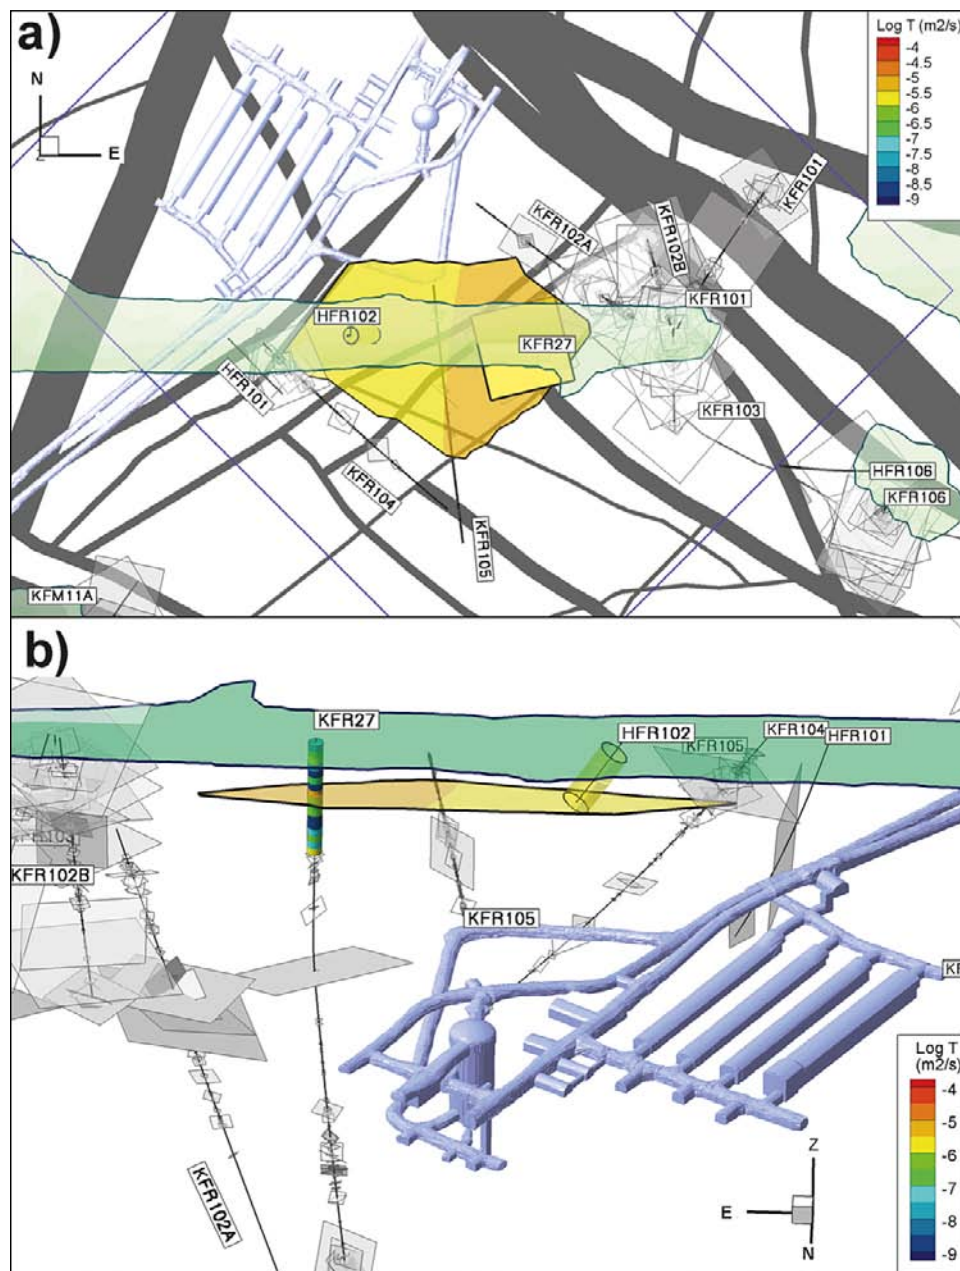 a)
N
E
Log T (m2/s)
-4
-4.5
-5
-5.5
-6
-6.5
-7
-7.5
-8
-8.5
-9
KFR101
KFR102A
KFR102B
KFR101
HFR102
KFR27
HFR101
KFR103
KFR104
HFR106
KFR106
KFR105
KFM11A
b)
KFR27
HFR102
KFR104
KFR105
HFR101
KFR102B
KFR105
KFR102A
Log T
(m2/s)
-4
-5
-6
-7
-8
-9
Z
E
N